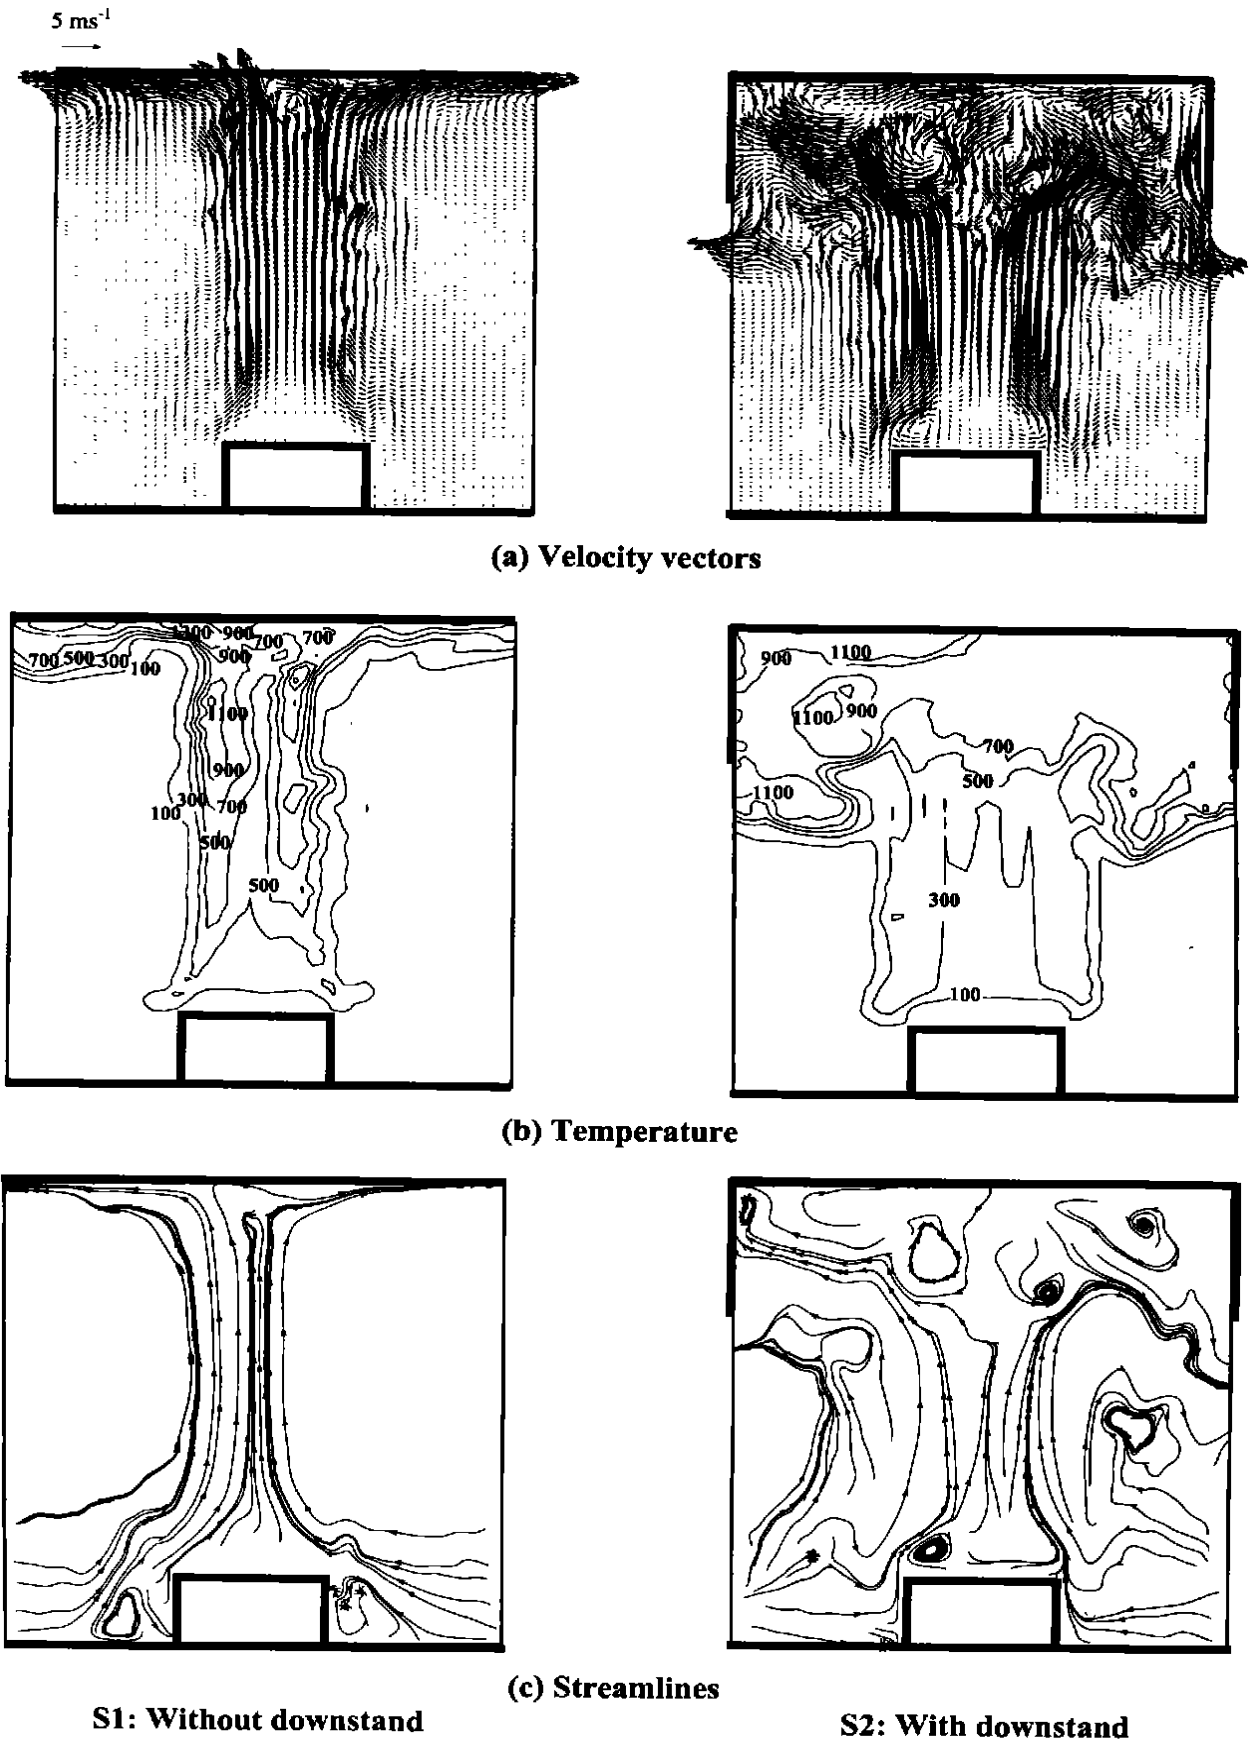 5 ms-1
(a) Velocity vectors
1300 900 700 700
700 500 300 100 900
1100
900
300 700
100
500
500
900 1100
1100 900
700
500
1100
300
100
(b) Temperature
(c) Streamlines
S1: Without downstand
S2: With downstand